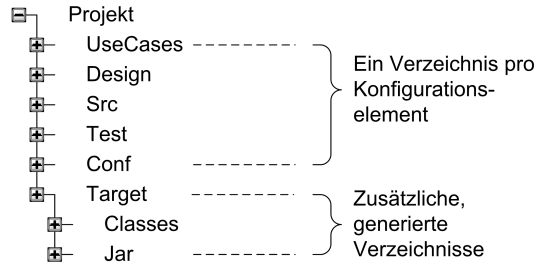 Projekt
UseCases
Design
Src
Test
Conf
Target
Classes
Jar
Ein Verzeichnis pro
Konfigurations-
element
Zusätzliche,
generierte
Verzeichnisse